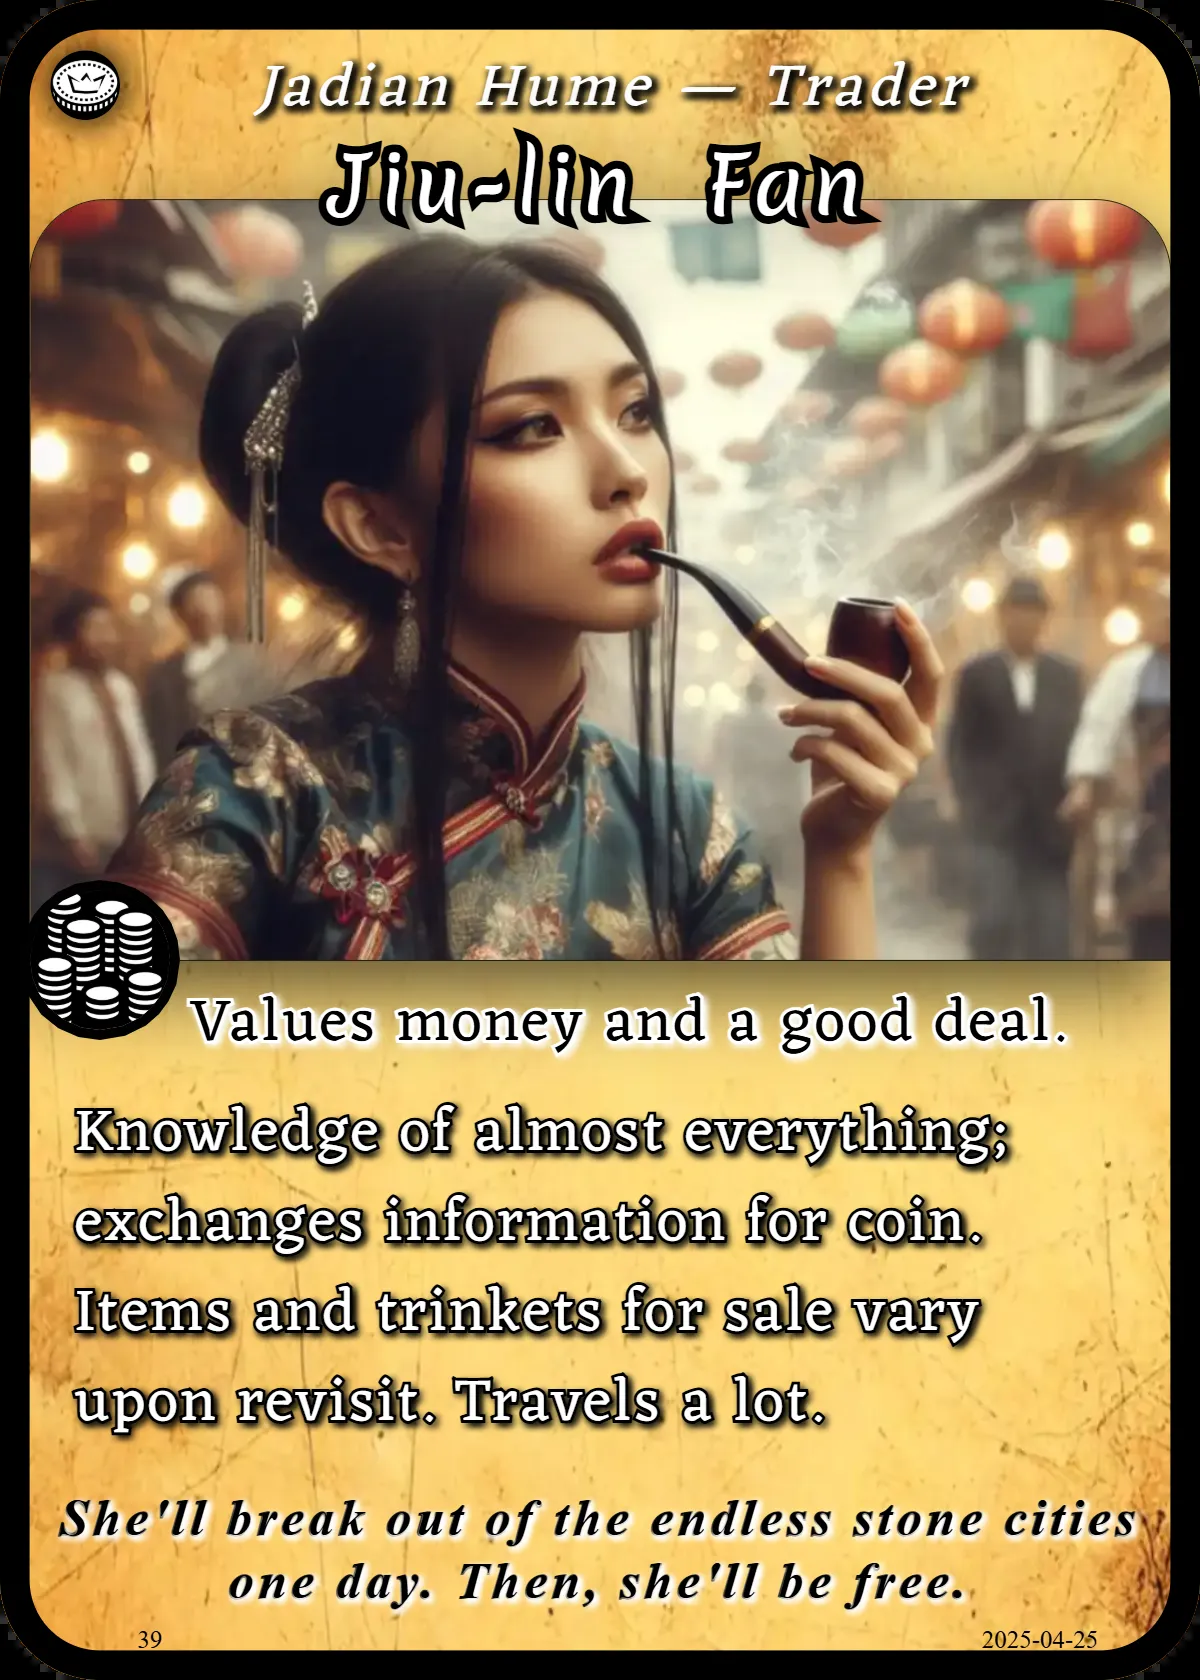 Jadian Hume — Trader
Jiu-lin Fan
Values money and a good deal.
Knowledge of almost everything;
exchanges information for coin.
Items and trinkets for sale vary
upon revisit. Travels a lot.
She'll break out of the endless stone cities
one day. Then, she'll be free.
39
2025-04-25